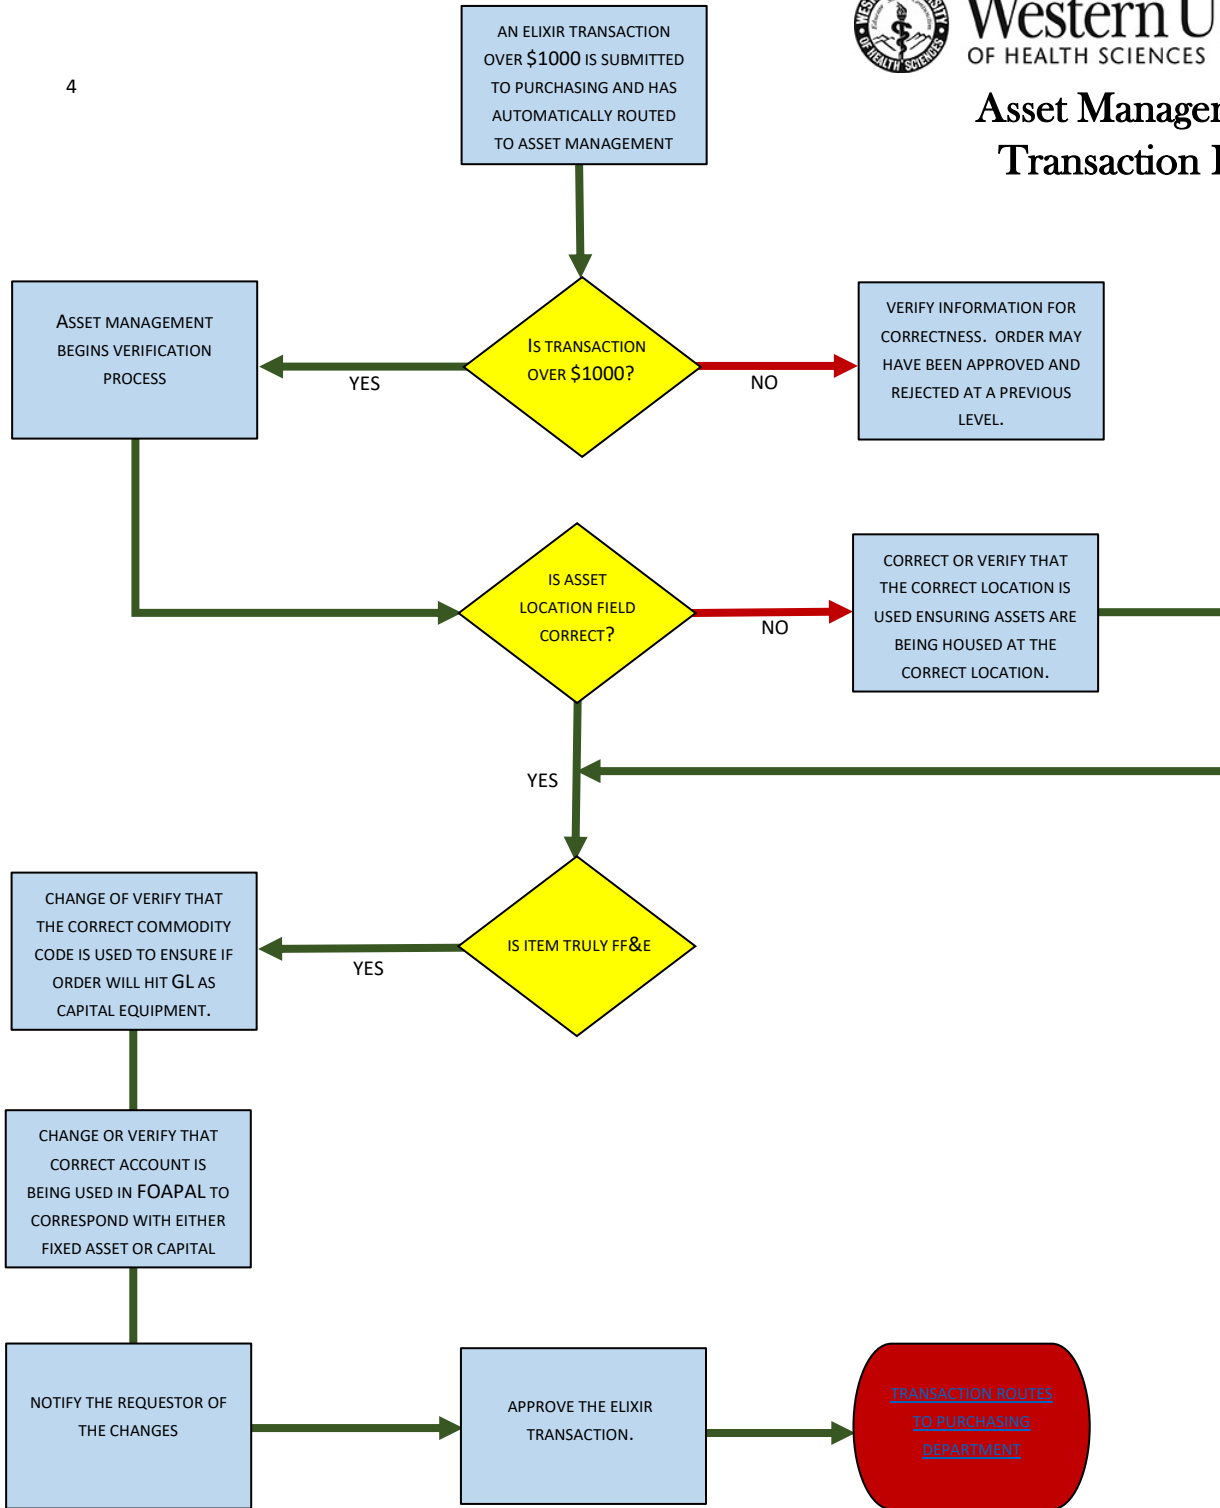 AN ELIXIR TRANSACTION
OVER $1000 IS SUBMITTED
TO PURCHASING AND HAS
AUTOMATICALLY ROUTED
TO ASSET MANAGEMENT
Western U
OF HEALTH SCIENCES
4
Asset Manager
Transaction
ASSET MANAGEMENT
BEGINS VERIFICATION
PROCESS
YES
IS TRANSACTION
OVER $1000?
NO
VERIFY INFORMATION FOR
CORRECTNESS. ORDER MAY
HAVE BEEN APPROVED AND
REJECTED AT A PREVIOUS
LEVEL.
IS ASSET
LOCATION FIELD
CORRECT?
NO
CORRECT OR VERIFY THAT
THE CORRECT LOCATION IS
USED ENSURING ASSETS ARE
BEING HOUSED AT THE
CORRECT LOCATION.
YES
IS ITEM TRULY FF&E
YES
CHANGE OF VERIFY THAT
THE CORRECT COMMODITY
CODE IS USED TO ENSURE IF
ORDER WILL HIT GL AS
CAPITAL EQUIPMENT.
CHANGE OR VERIFY THAT
CORRECT ACCOUNT IS
BEING USED IN FOAPAL TO
CORRESPOND WITH EITHER
FIXED ASSET OR CAPITAL
NOTIFY THE REQUESTOR OF
THE CHANGES
APPROVE THE ELIXIR
TRANSACTION.
TRANSACTION ROUTES
TO PURCHASING
DEPARTMENT